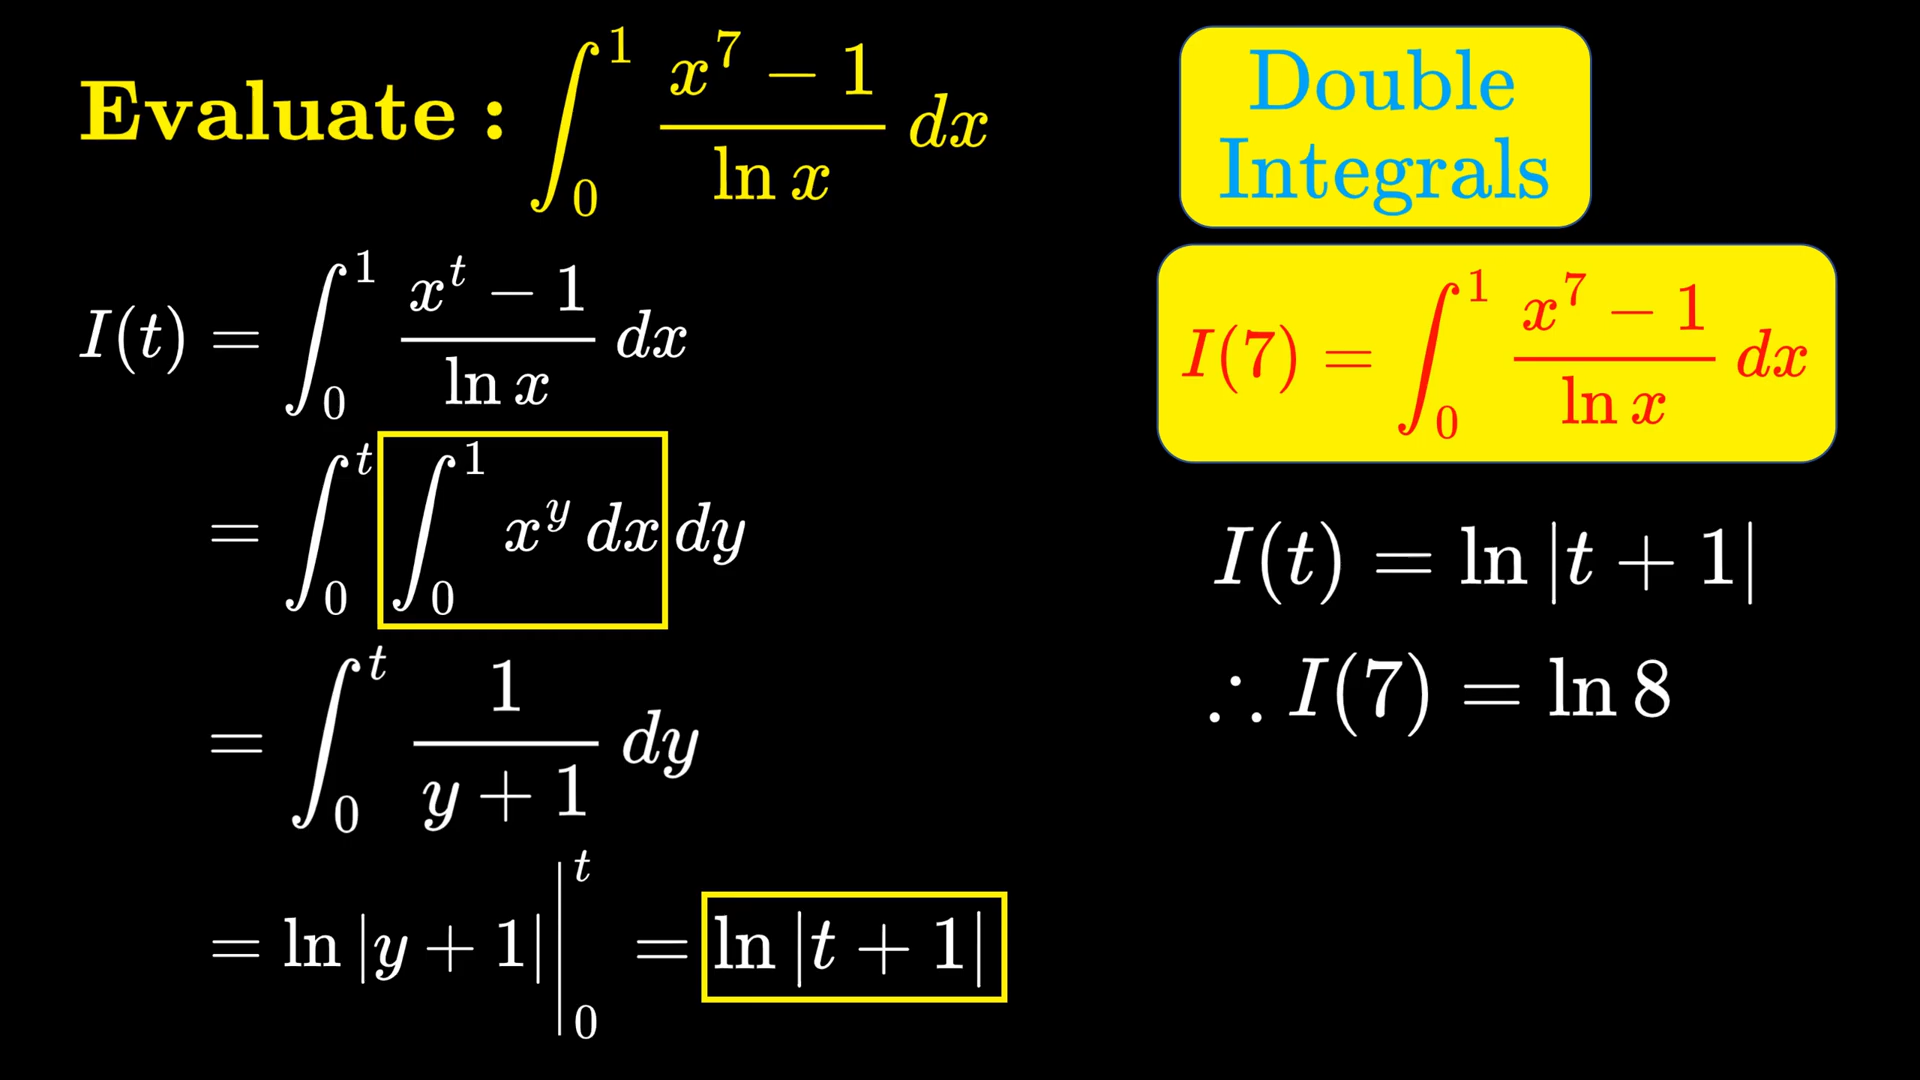 Evaluate : ∫₀¹ (x⁷ − 1)/(ln x) dx
I(t) = ∫₀¹ (xᵗ − 1)/(ln x) dx
= ∫₀ᵗ ∫₀¹ xʸ dx dy
= ∫₀ᵗ 1/(y + 1) dy
= ln |y + 1| |₀ᵗ = ln |t + 1|
Double
Integrals
I(7) = ∫₀¹ (x⁷ − 1)/(ln x) dx
I(t) = ln |t + 1|
∴ I(7) = ln 8